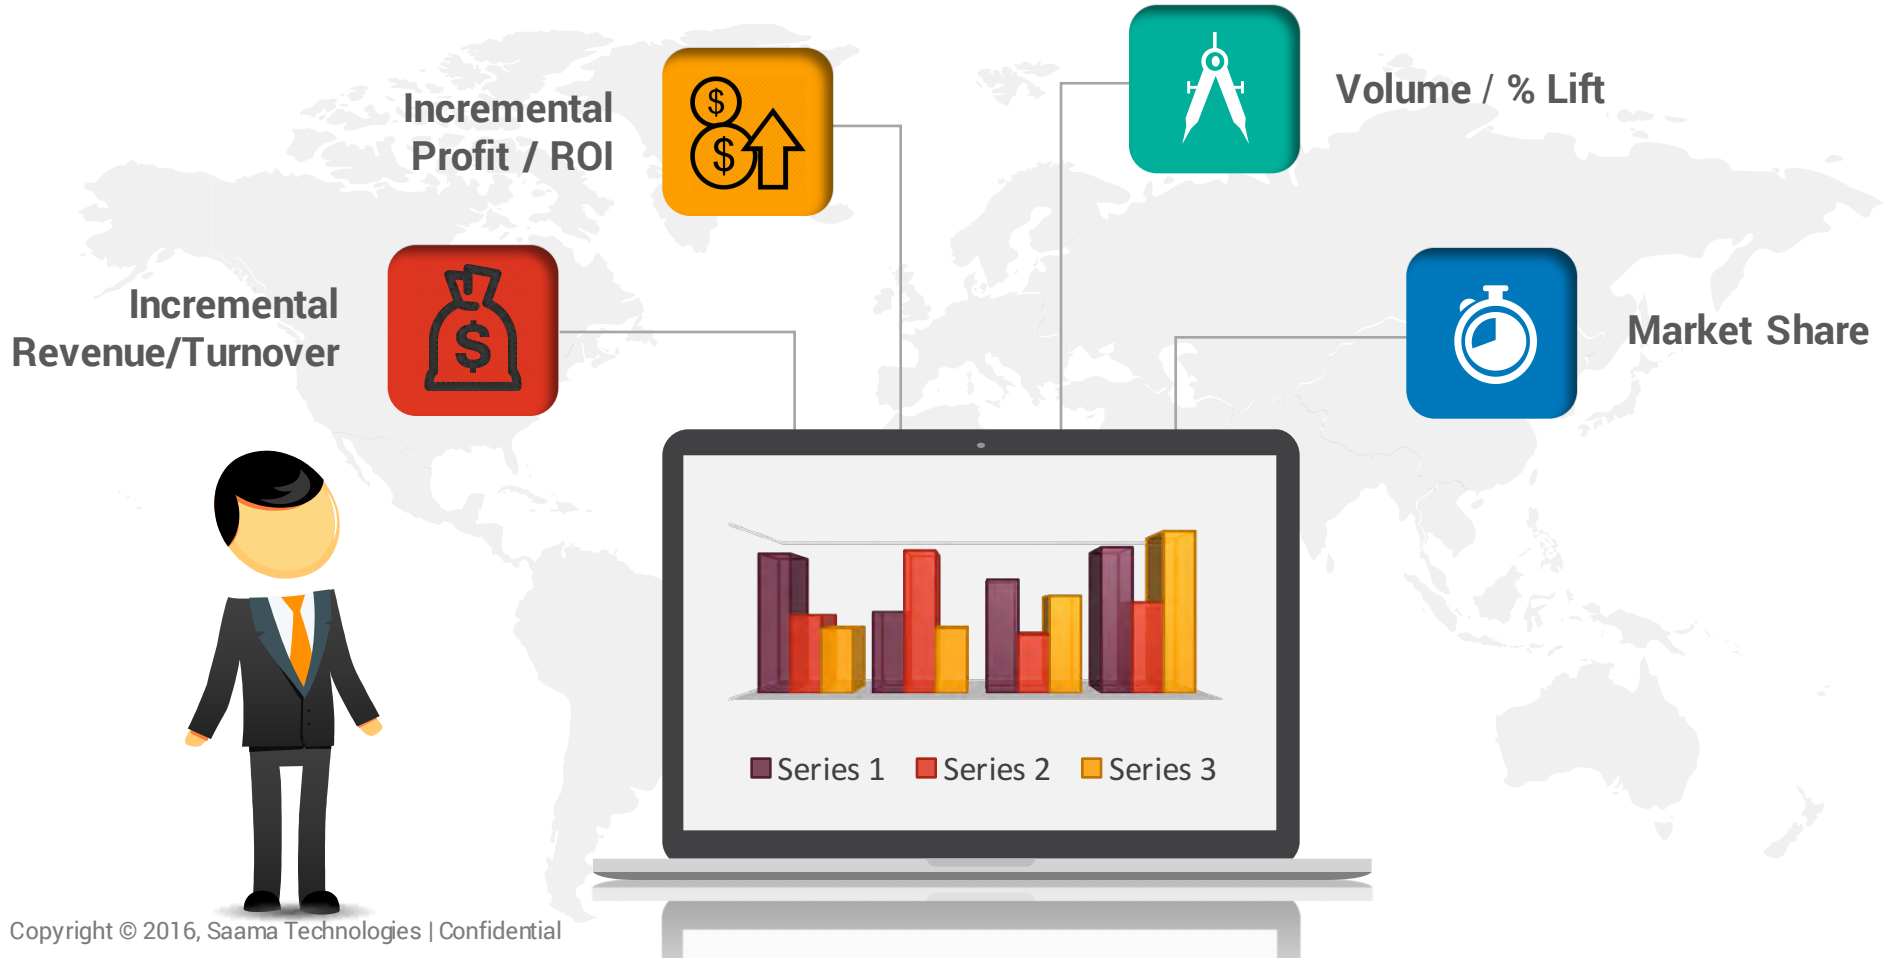 Incremental
Profit / ROI
Volume / % Lift
Incremental
Revenue/Turnover
Market Share
$
$
$
Series 1
Series 2
Series 3
Copyright © 2016, Saama Technologies | Confidential